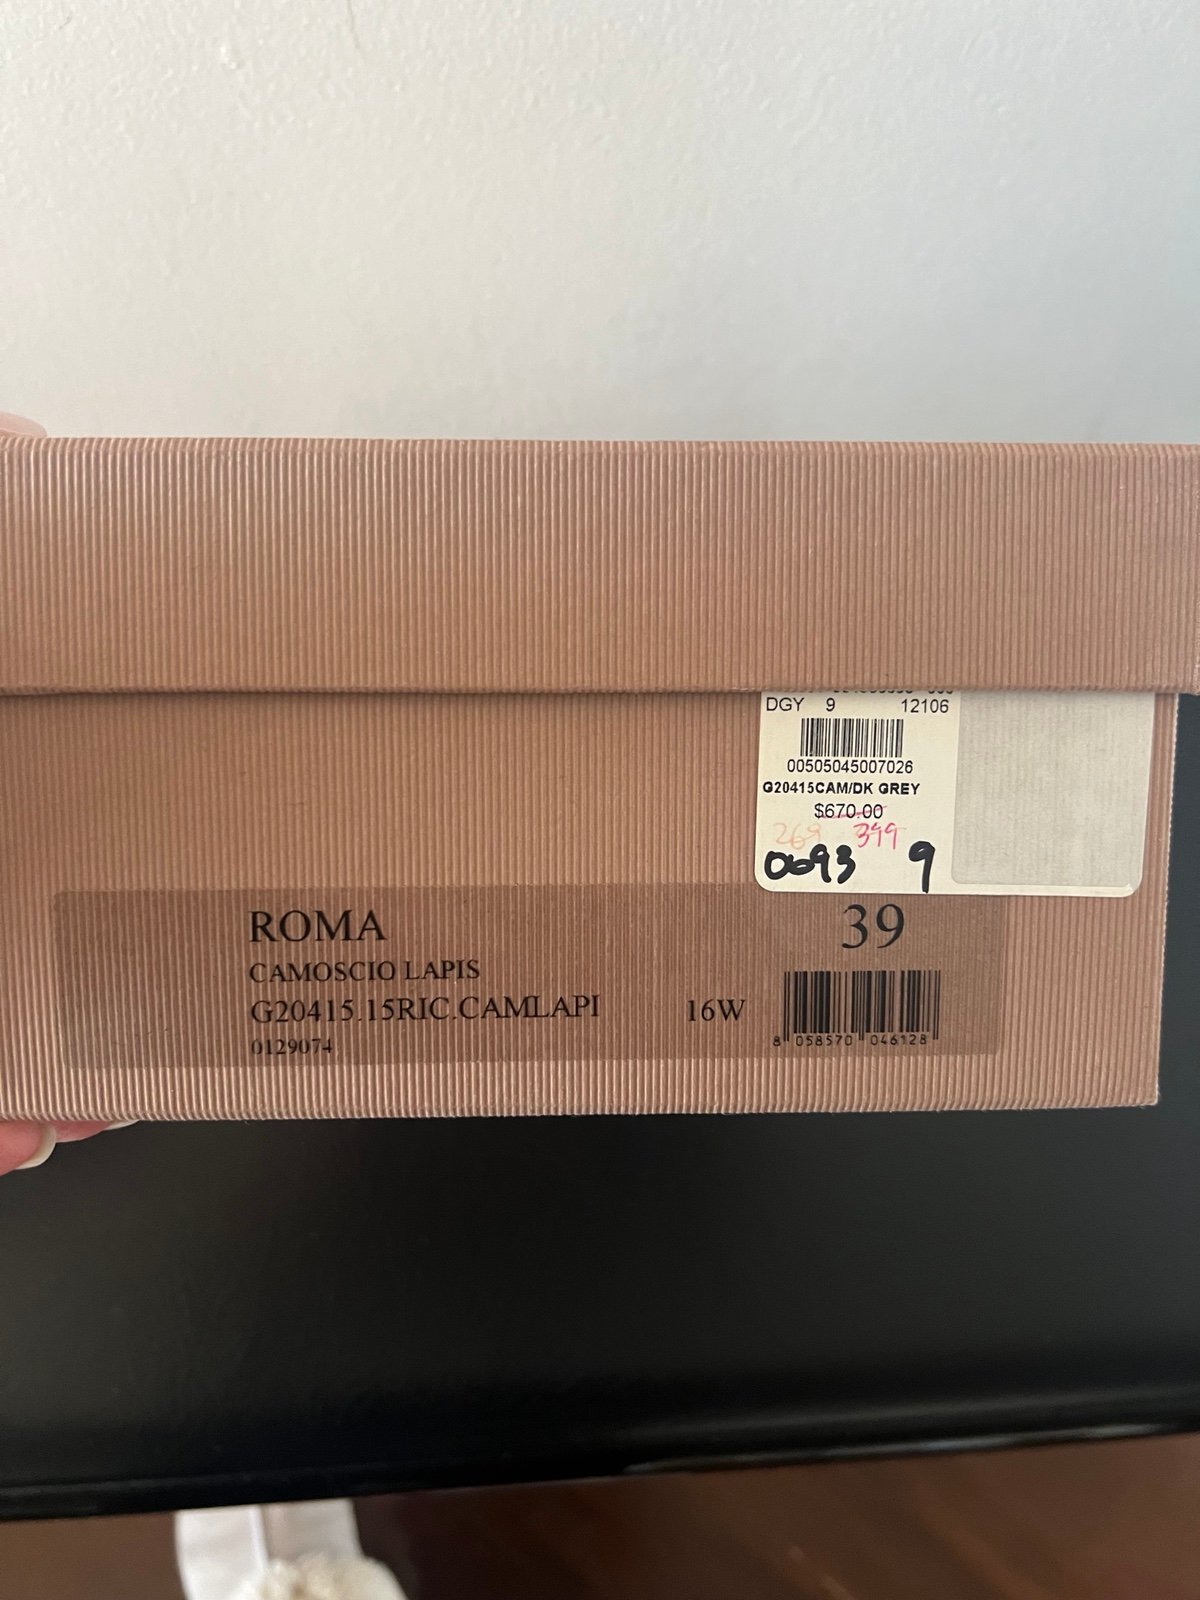 DGY 9 12106
00505045007026
G20415CAM/DK GREY
$670.00
269 399
0693 9
ROMA 39
CAMOSCIO LAPIS
G20415.15RIC.CAMLAPI 16W
0129074
8 058570 046128